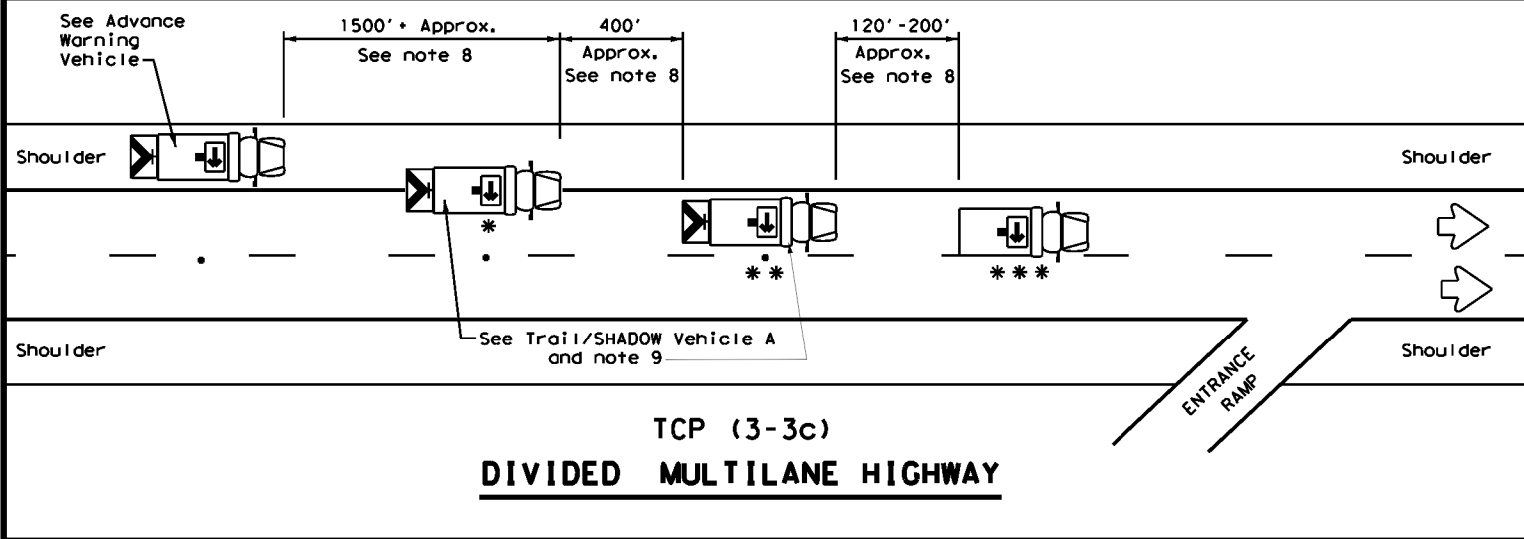 See Advance
Warning
Vehicle
1500'+ Approx.
See note 8
400'
Approx.
See note 8
120'-200'
Approx.
See note 8
Shoulder
Shoulder
*
* *
* * *
See Trail/SHADOW Vehicle A
and note 9
Shoulder
Shoulder
ENTRANCE
RAMP
TCP (3-3c)
DIVIDED MULTILANE HIGHWAY